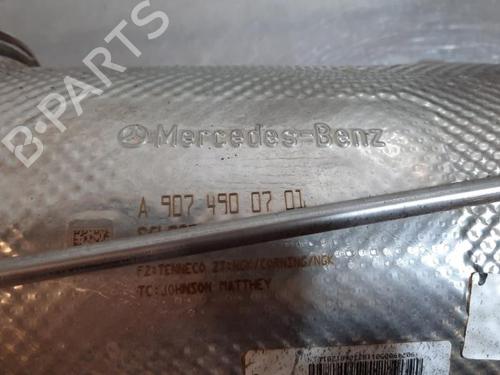 B-PARTS
Mercedes-Benz
A 907 490 07 01
FZ:TENNECO ZT:NGK/CORNING/NGK
TC:JOHNSON MATTHEY